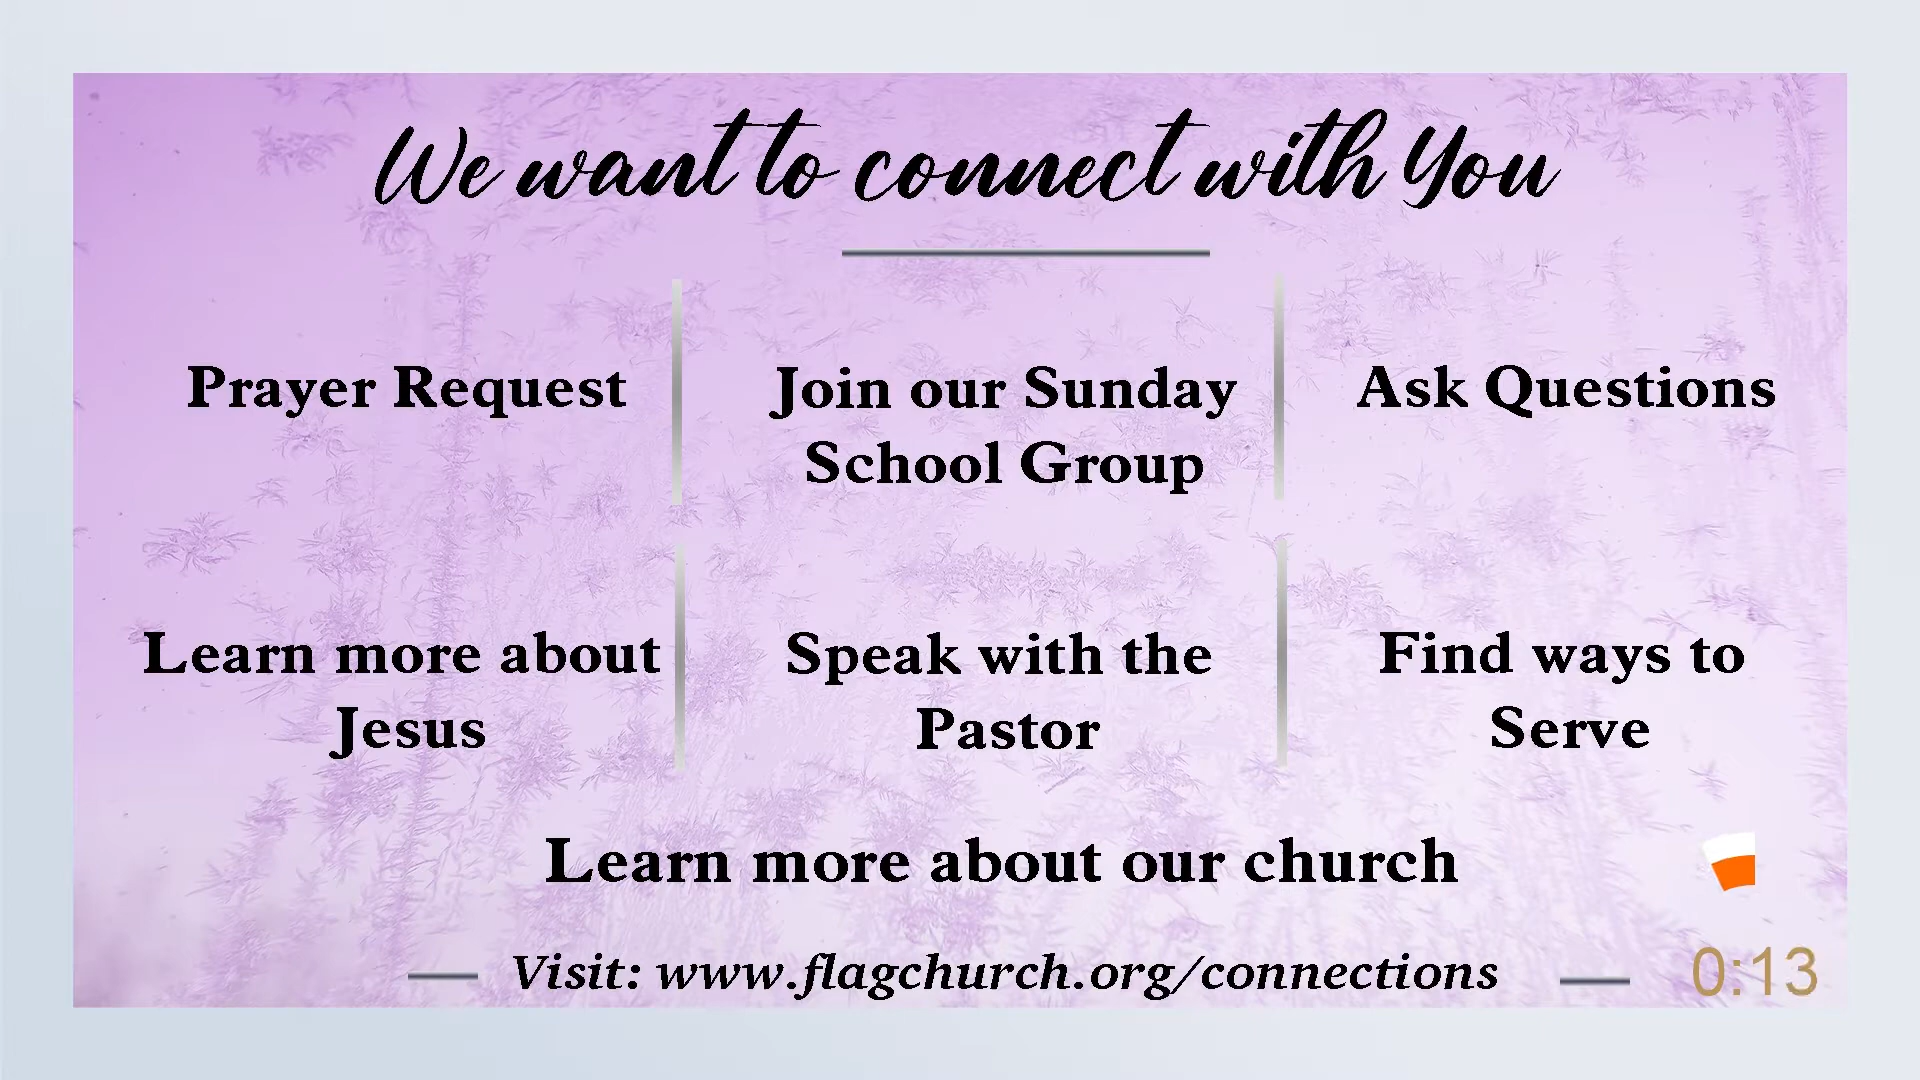 We want to connect with You
Prayer Request
Join our Sunday
School Group
Ask Questions
Learn more about
Jesus
Speak with the
Pastor
Find ways to
Serve
Learn more about our church
Visit: www.flagchurch.org/connections
0:13